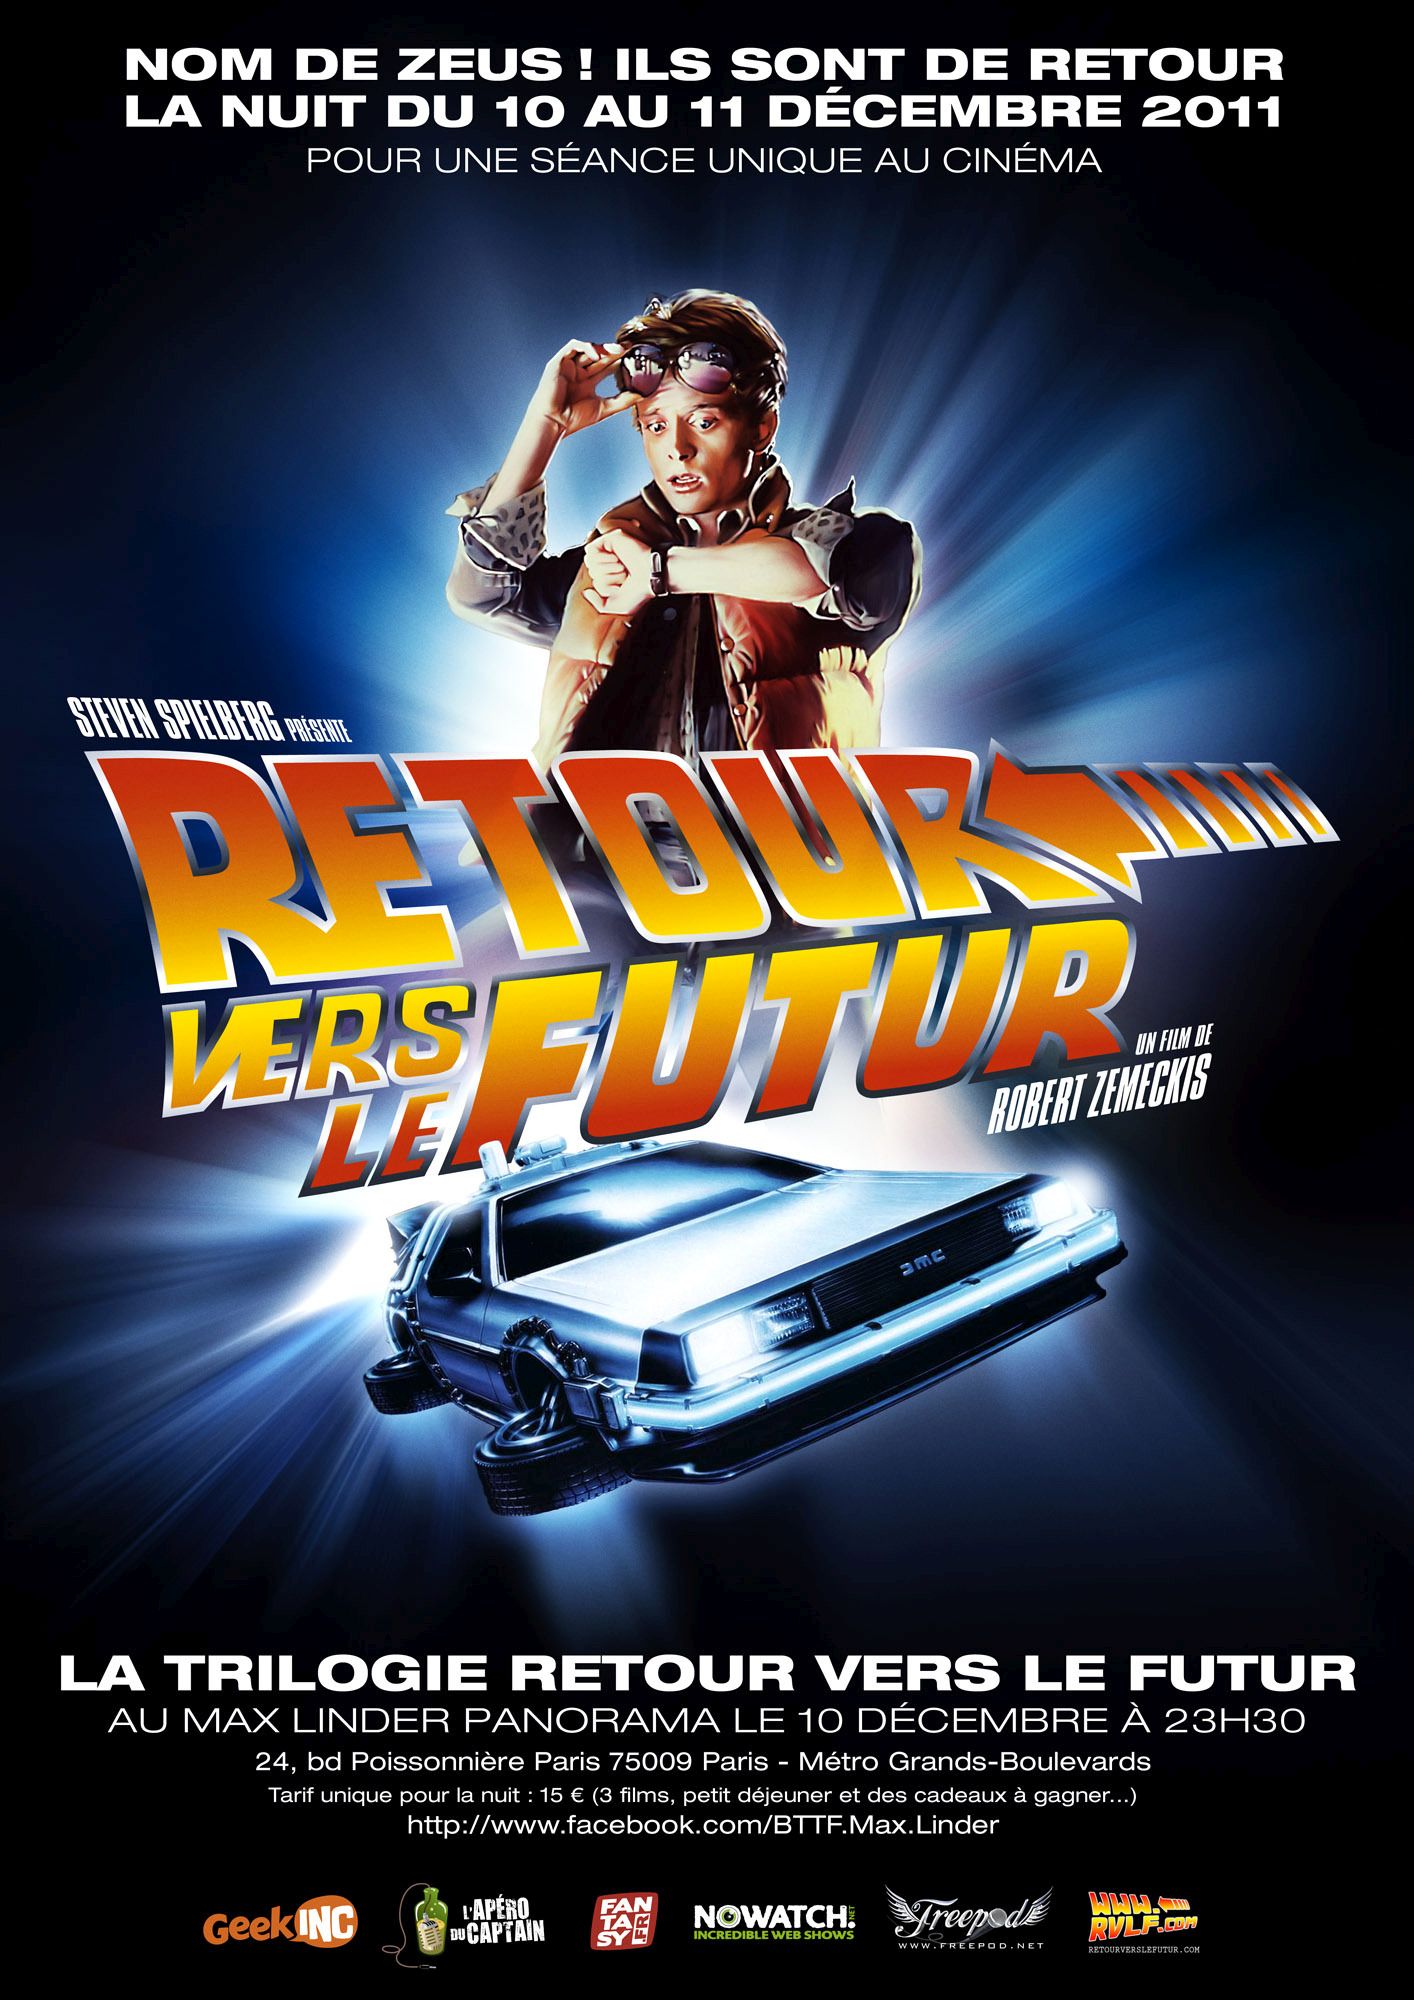 NOM DE ZEUS ! ILS SONT DE RETOUR
LA NUIT DU 10 AU 11 DÉCEMBRE 2011
POUR UNE SÉANCE UNIQUE AU CINÉMA
STEVEN SPIELBERG PRÉSENTE
RETOUR
VERS
LE FUTUR
UN FILM DE
ROBERT ZEMECKIS
DMC
LA TRILOGIE RETOUR VERS LE FUTUR
AU MAX LINDER PANORAMA LE 10 DÉCEMBRE À 23H30
24, bd Poissonnière Paris 75009 Paris - Métro Grands-Boulevards
Tarif unique pour la nuit : 15 € (3 films, petit déjeuner et des cadeaux à gagner...)
http://www.facebook.com/BTTF.Max.Linder
GeekINC
L'APÉRO
DU CAPTAIN
FAN
TA
SY FR
NOWATCH.NET
INCREDIBLE WEB SHOWS
Freepod
WWW.FREEPOD.NET
WWW.
RVLF.COM
RETOURVERSLEFUTUR.COM